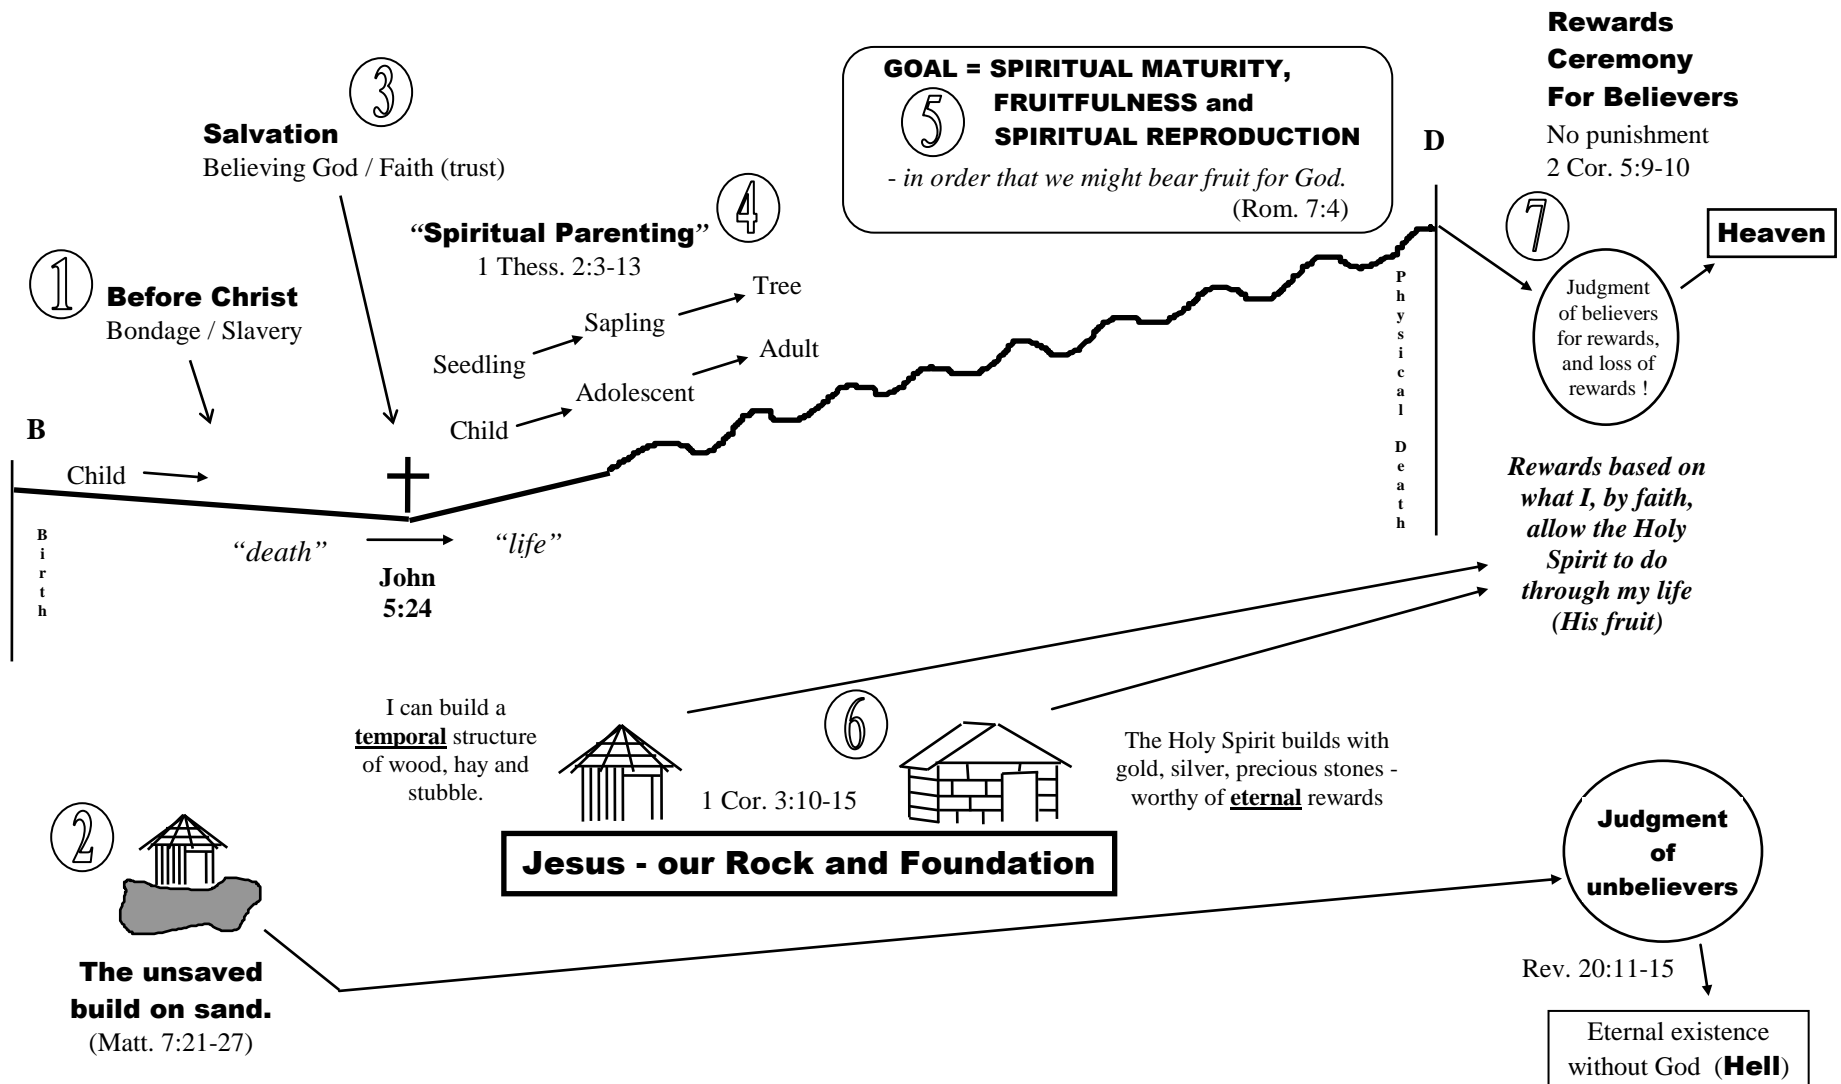 1
Before Christ
Bondage / Slavery
B
Child
Birth
2
The unsaved
build on sand.
(Matt. 7:21-27)
3
Salvation
Believing God / Faith (trust)
“death”
“life”
John
5:24
4
“Spiritual Parenting”
1 Thess. 2:3-13
Seedling
Sapling
Tree
Child
Adolescent
Adult
GOAL = SPIRITUAL MATURITY,
5
FRUITFULNESS and
SPIRITUAL REPRODUCTION
- in order that we might bear fruit for God.
(Rom. 7:4)
D
Physical Death
6
I can build a
temporal structure
of wood, hay and
stubble.
1 Cor. 3:10-15
The Holy Spirit builds with
gold, silver, precious stones -
worthy of eternal rewards
Jesus - our Rock and Foundation
Rewards
Ceremony
For Believers
No punishment
2 Cor. 5:9-10
7
Heaven
Judgment
of believers
for rewards,
and loss of
rewards !
Rewards based on
what I, by faith,
allow the Holy
Spirit to do
through my life
(His fruit)
Judgment
of
unbelievers
Rev. 20:11-15
Eternal existence
without God (Hell)